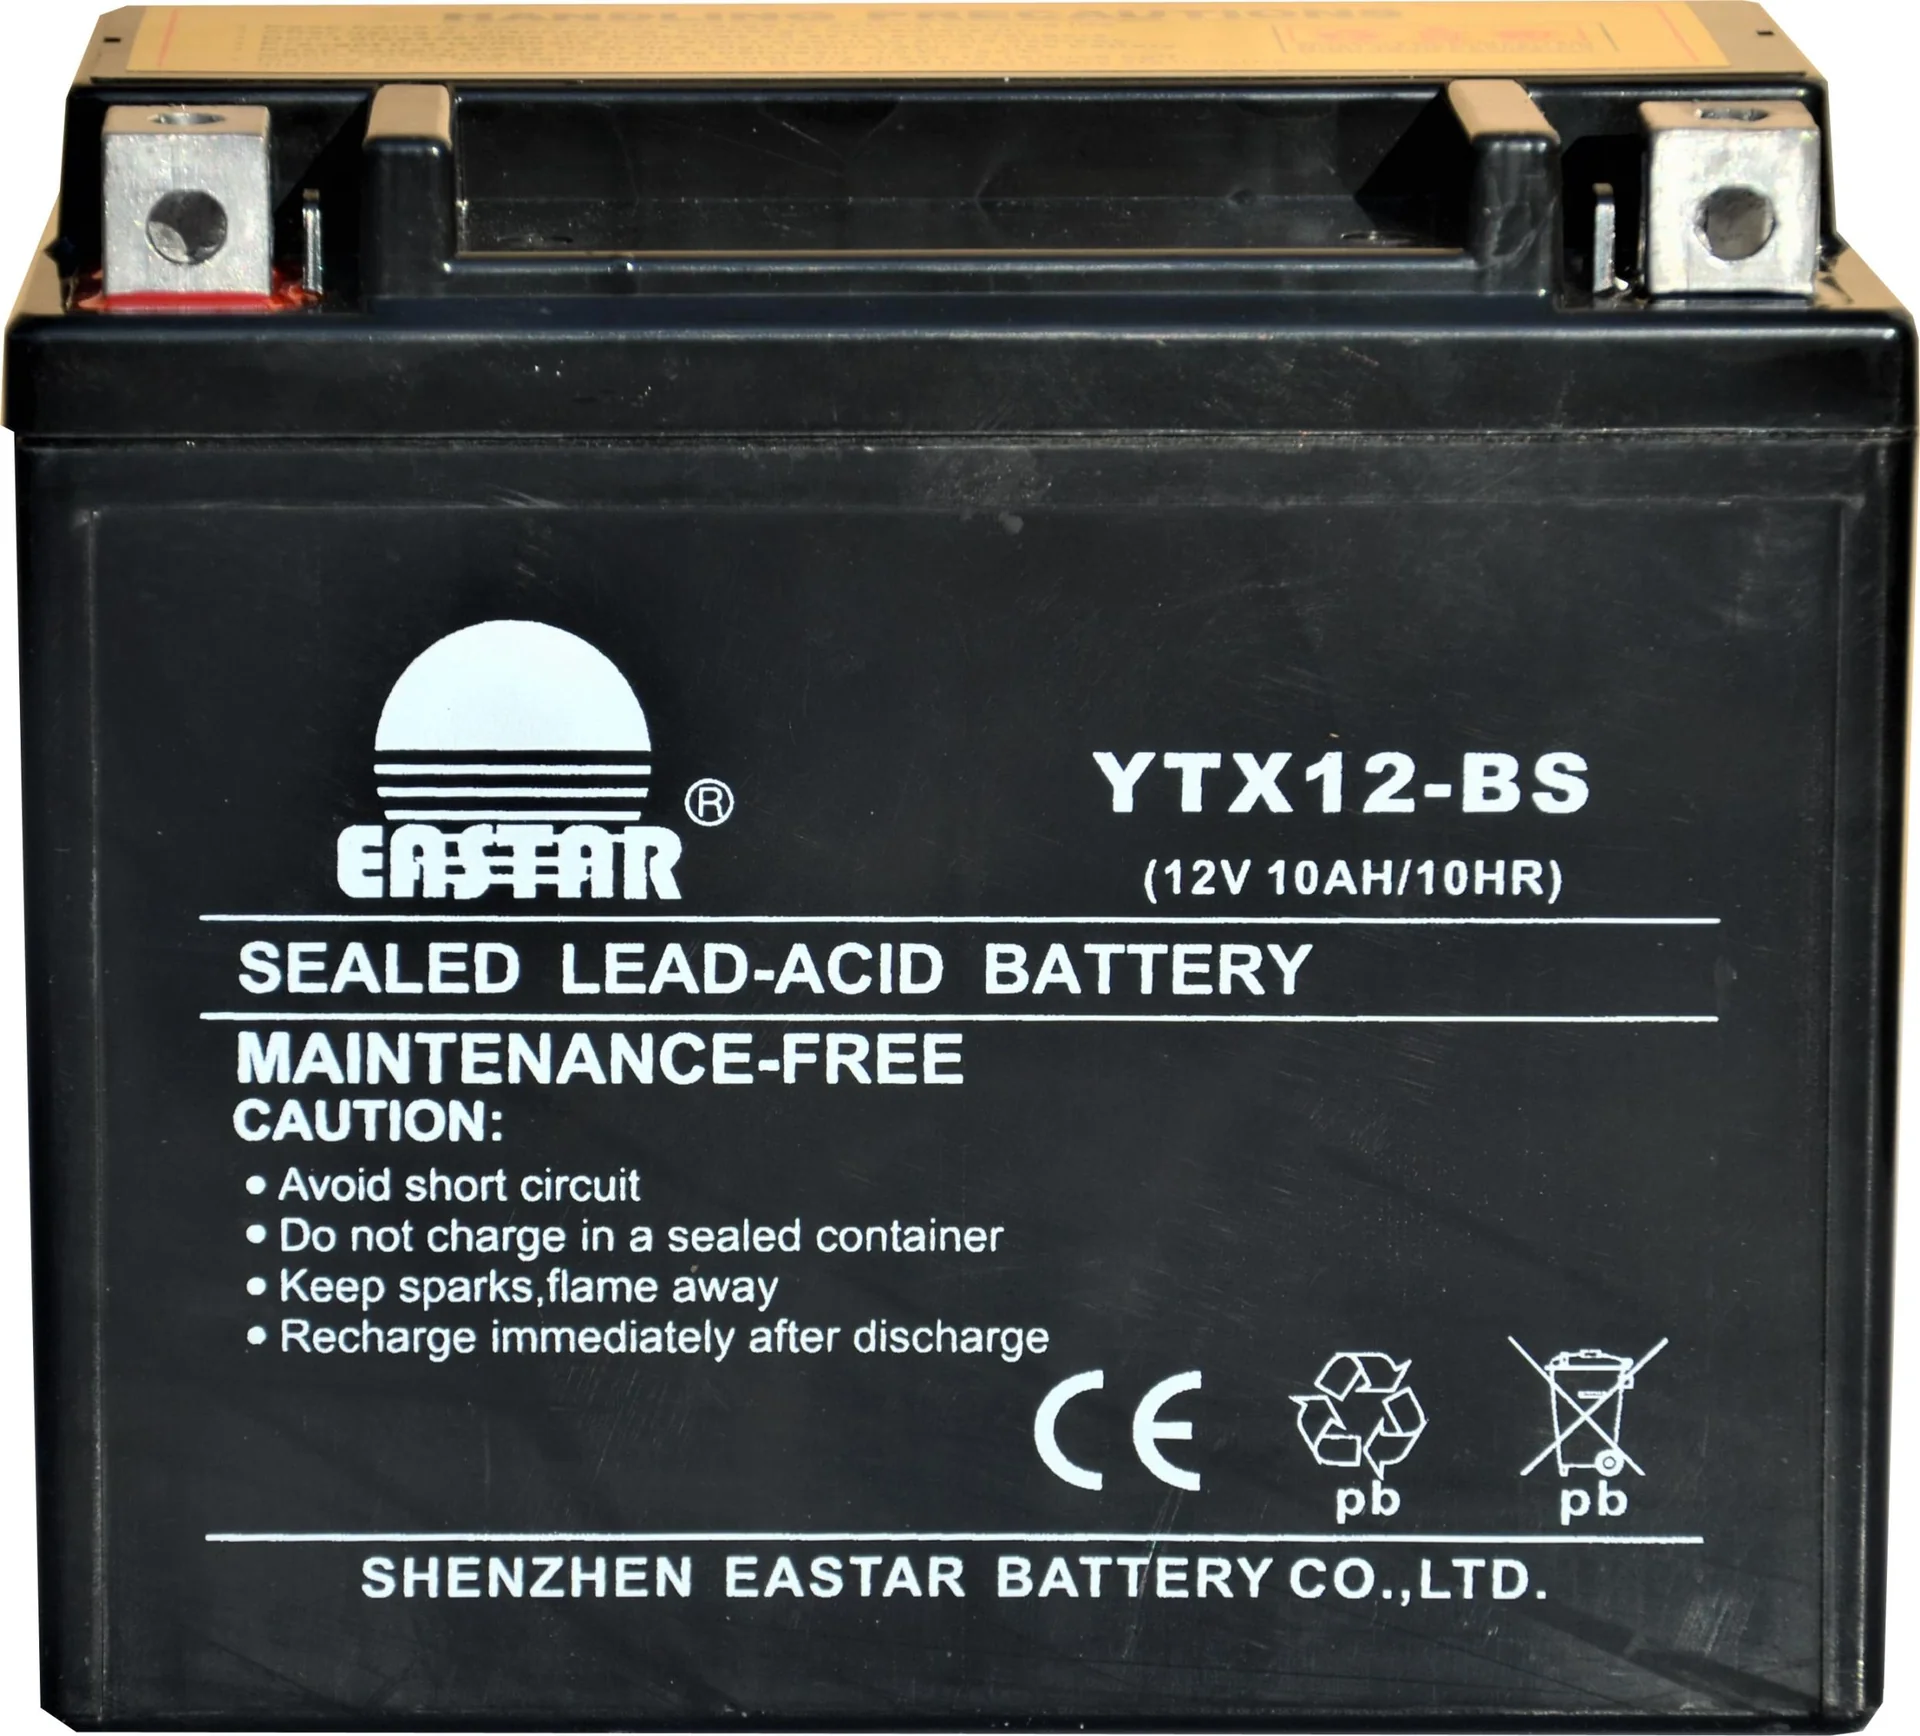 HANDLING PRECAUTIONS
EASTAR ®
YTX12-BS
(12V 10AH/10HR)
SEALED LEAD-ACID BATTERY
MAINTENANCE-FREE
CAUTION:
• Avoid short circuit
• Do not charge in a sealed container
• Keep sparks,flame away
• Recharge immediately after discharge
CE
pb pb
SHENZHEN EASTAR BATTERY CO.,LTD.